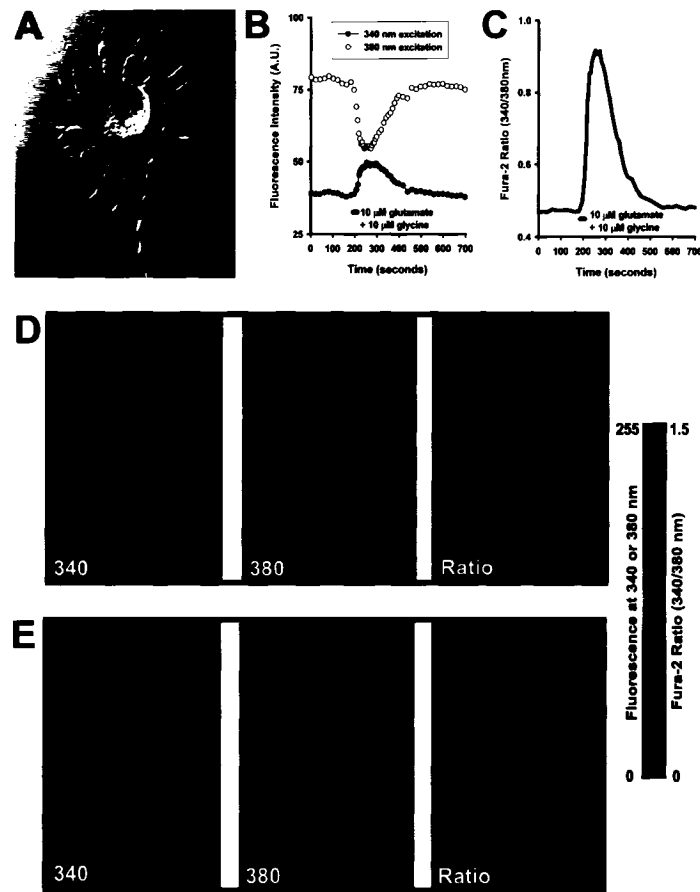 A
B
340 nm excitation
380 nm excitation
Fluorescence Intensity (A.U.)
100
75
50
25
10 μM glutamate
+ 10 μM glycine
0 100 200 300 400 500 600 700
Time (seconds)
C
Fura-2 Ratio (340/380nm)
1.0
0.8
0.6
0.4
10 μM glutamate
+ 10 μM glycine
0 100 200 300 400 500 600 700
Time (seconds)
D
340
380
Ratio
E
340
380
Ratio
255
0
Fluorescence at 340 or 380 nm
1.5
0
Fura-2 Ratio (340/380 nm)